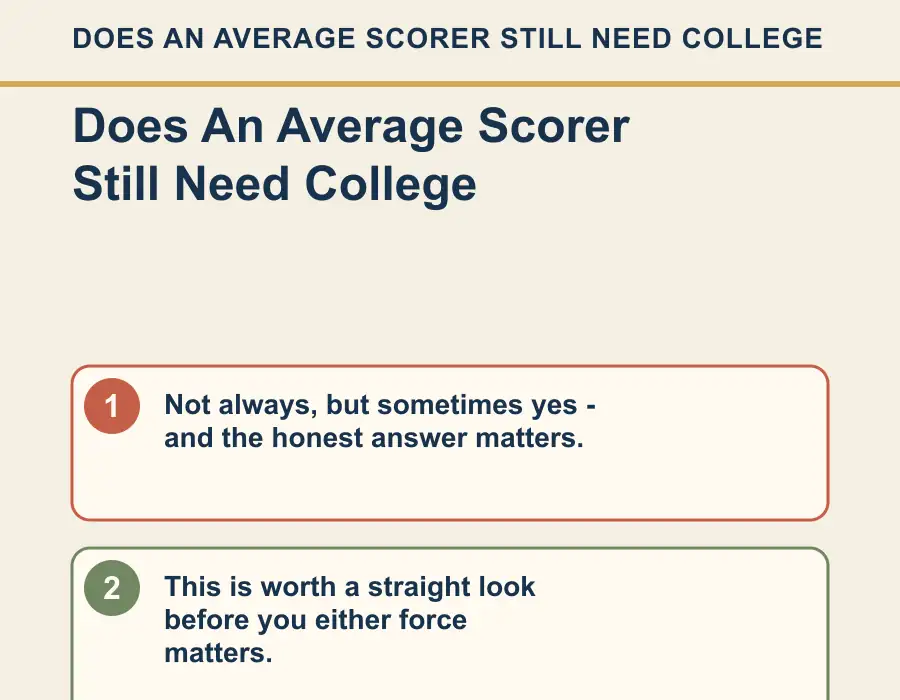 DOES AN AVERAGE SCORER STILL NEED COLLEGE
Does An Average Scorer
Still Need College
1
Not always, but sometimes yes -
and the honest answer matters.
2
This is worth a straight look
before you either force
matters.